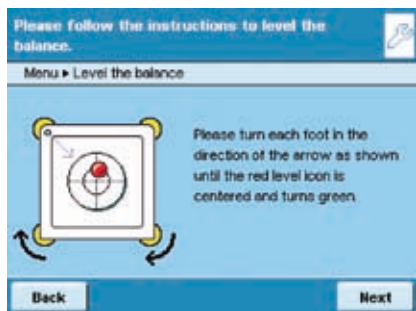 Please follow the instructions to level the
balance.
Menu ▸ Level the balance
Please turn each foot in the
direction of the arrow as shown
until the red level icon is
centered and turns green.
Back
Next